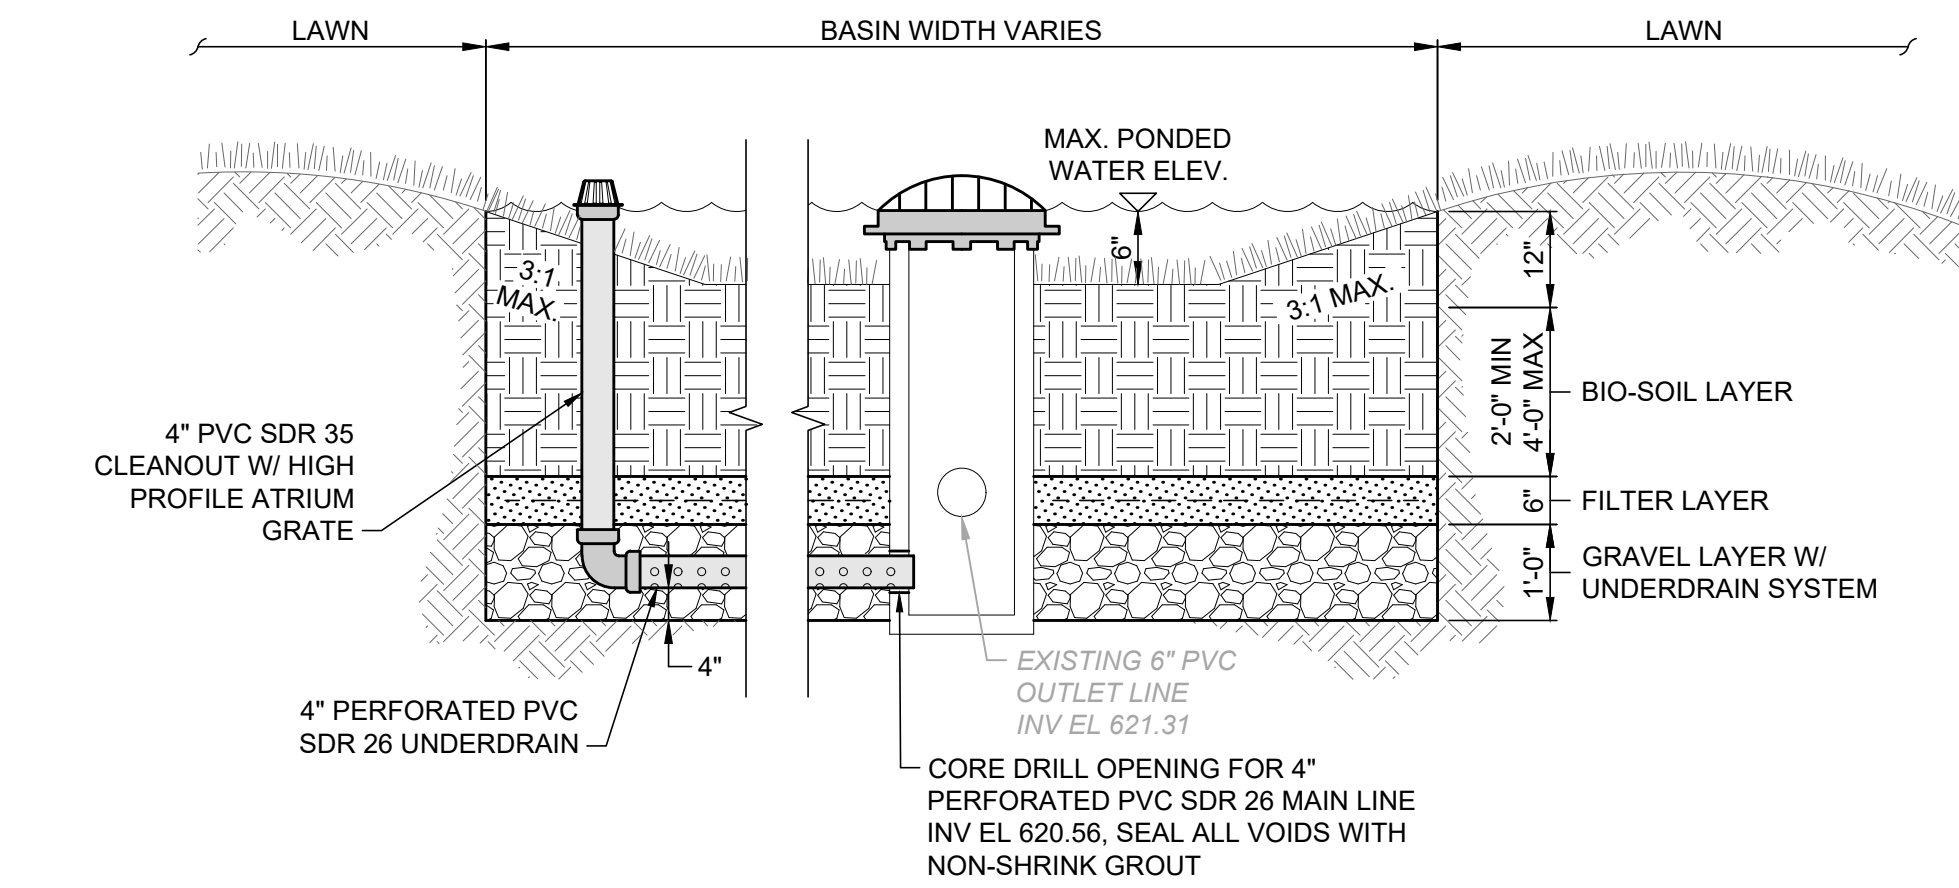 LAWN
BASIN WIDTH VARIES
LAWN
MAX. PONDED
WATER ELEV.
6"
12"
3:1
MAX.
3:1 MAX.
2'-0" MIN
4'-0" MAX
BIO-SOIL LAYER
4" PVC SDR 35
CLEANOUT W/ HIGH
PROFILE ATRIUM
GRATE
6"
FILTER LAYER
1'-0"
GRAVEL LAYER W/
UNDERDRAIN SYSTEM
4"
EXISTING 6" PVC
OUTLET LINE
INV EL 621.31
4" PERFORATED PVC
SDR 26 UNDERDRAIN
CORE DRILL OPENING FOR 4"
PERFORATED PVC SDR 26 MAIN LINE
INV EL 620.56, SEAL ALL VOIDS WITH
NON-SHRINK GROUT